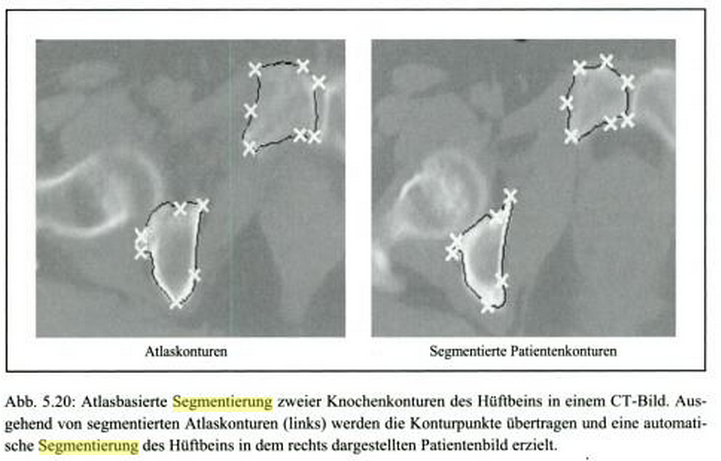 Atlaskonturen
Segmentierte Patientenkonturen
Abb. 5.20: Atlasbasierte Segmentierung zweier Knochenkonturen des Hüftbeins in einem CT-Bild. Aus-
gehend von segmentierten Atlaskonturen (links) werden die Konturpunkte übertragen und eine automati-
sche Segmentierung des Hüftbeins in dem rechts dargestellten Patientenbild erzielt.